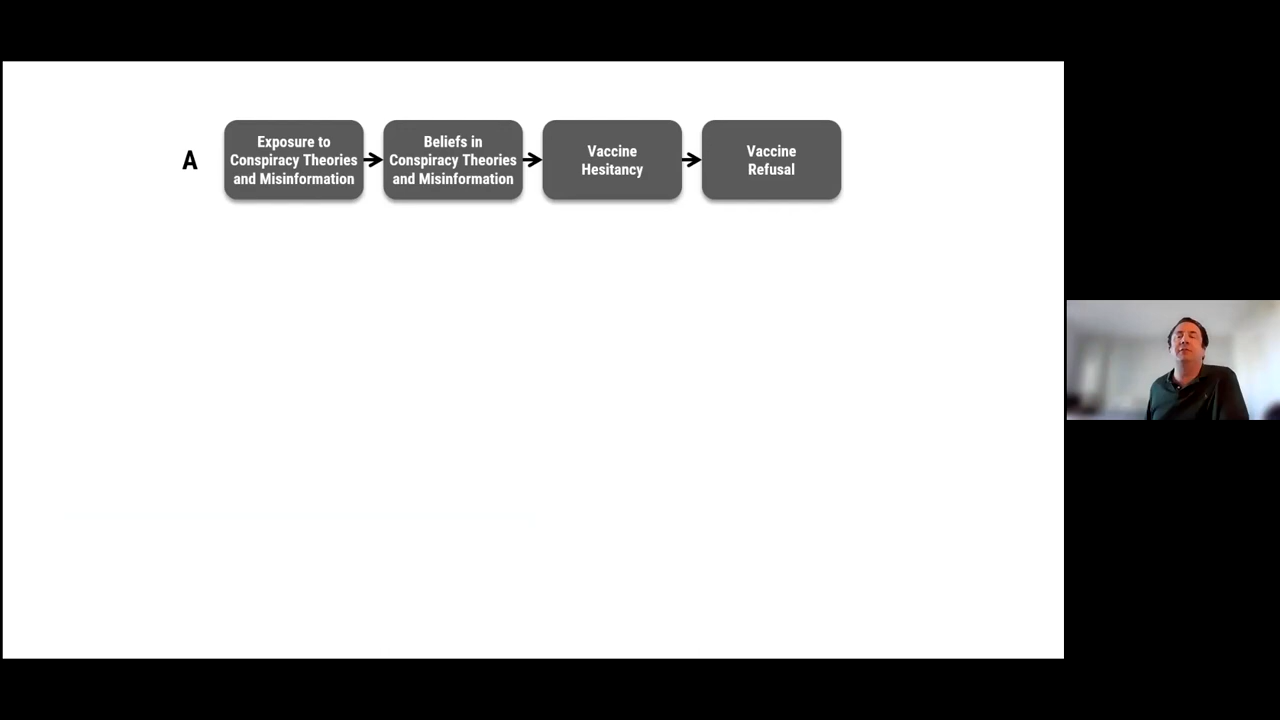 A
Exposure to
Conspiracy Theories
and Misinformation
Beliefs in
Conspiracy Theories
and Misinformation
Vaccine
Hesitancy
Vaccine
Refusal